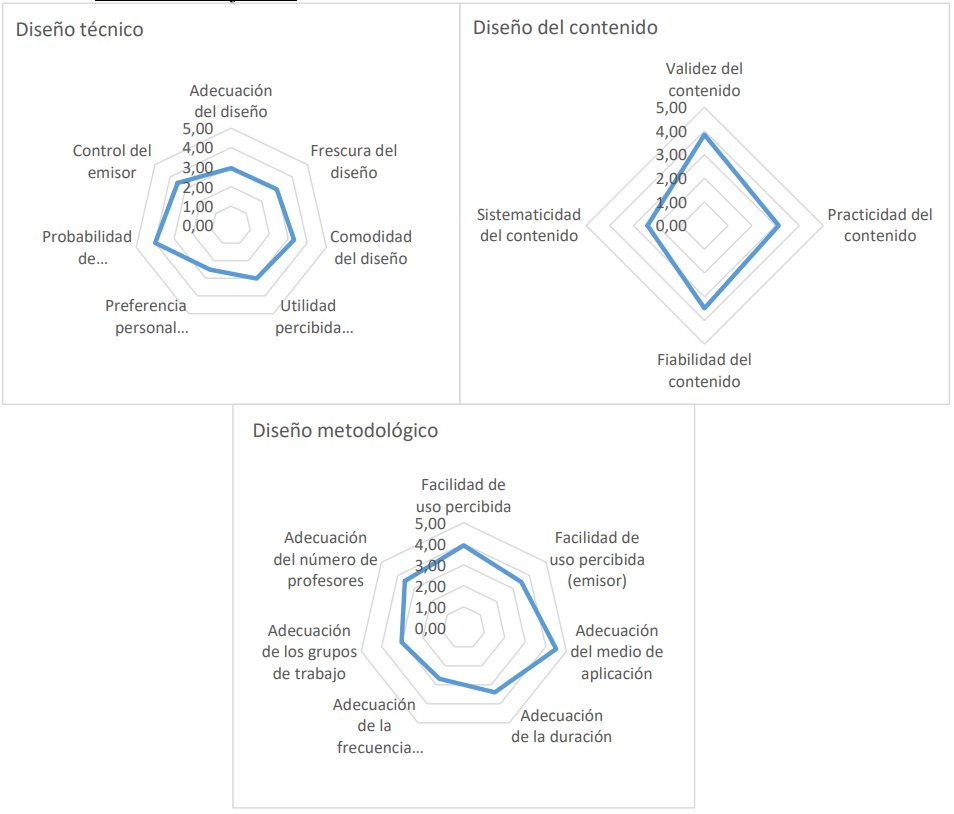 Diseño técnico
Adecuación
del diseño
5,00
4,00
3,00
2,00
1,00
0,00
Frescura del
diseño
Comodidad
del diseño
Utilidad
percibida...
Preferencia
personal...
Probabilidad
de...
Control del
emisor
Diseño del contenido
Validez del
contenido
5,00
4,00
3,00
2,00
1,00
0,00
Practicidad del
contenido
Fiabilidad del
contenido
Sistematicidad
del contenido
Diseño metodológico
Facilidad de
uso percibida
5,00
4,00
3,00
2,00
1,00
0,00
Facilidad de
uso percibida
(emisor)
Adecuación
del medio de
aplicación
Adecuación
de la duración
Adecuación
de la
frecuencia...
Adecuación
de los grupos
de trabajo
Adecuación
del número de
profesores